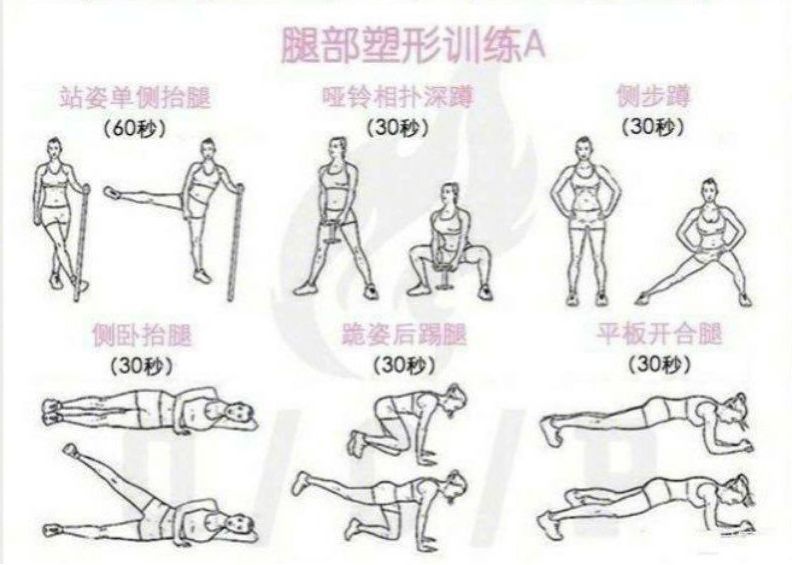 腿部塑形训练A
站姿单侧抬腿
(60秒)
哑铃相扑深蹲
(30秒)
侧步蹲
(30秒)
侧卧抬腿
(30秒)
跪姿后踢腿
(30秒)
平板开合腿
(30秒)